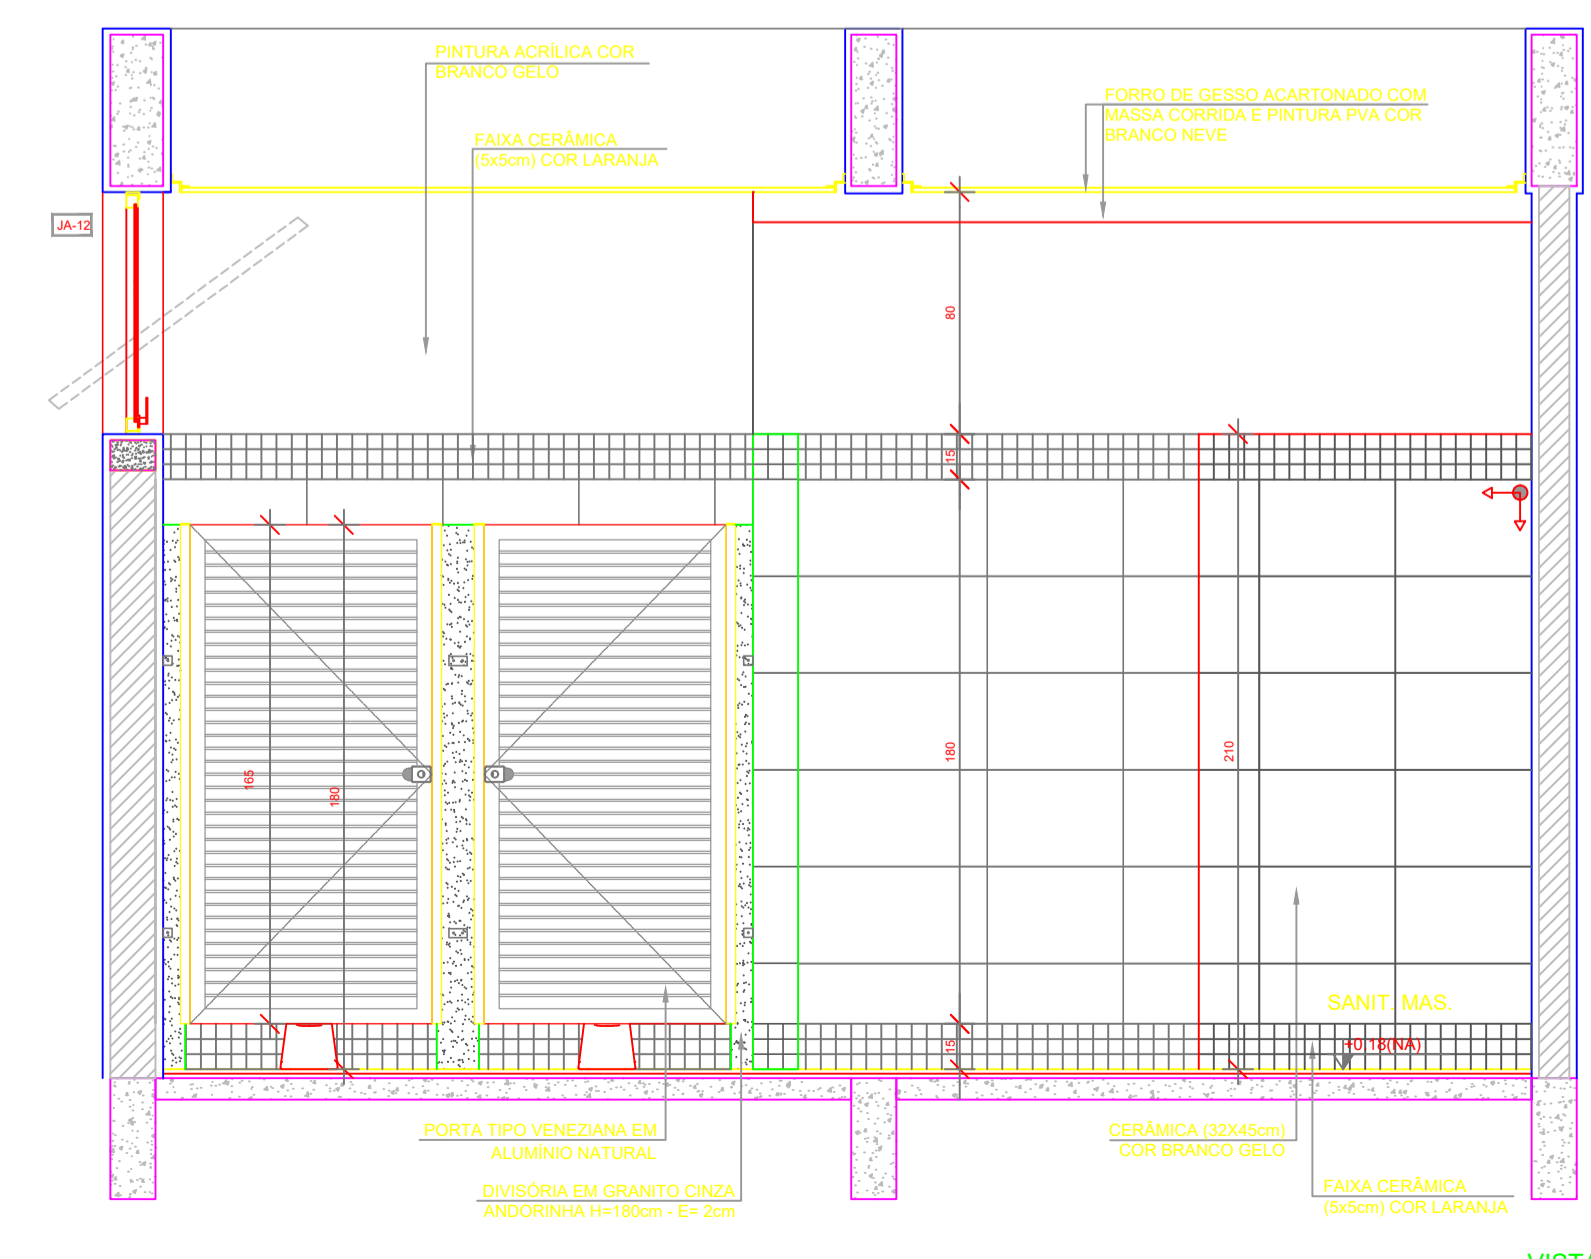 PINTURA ACRÍLICA COR
BRANCO GELO
FORRO DE GESSO ACARTONADO COM
MASSA CORRIDA E PINTURA PVA COR
BRANCO NEVE
FAIXA CERÂMICA
(5x5cm) COR LARANJA
JA-12
80
15
165
180
180
210
SANIT. MAS.
+0.18(NA)
15
PORTA TIPO VENEZIANA EM
ALUMÍNIO NATURAL
CERÂMICA (32X45cm)
COR BRANCO GELO
DIVISÓRIA EM GRANITO CINZA
ANDORINHA H=180cm - E= 2cm
FAIXA CERÂMICA
(5x5cm) COR LARANJA